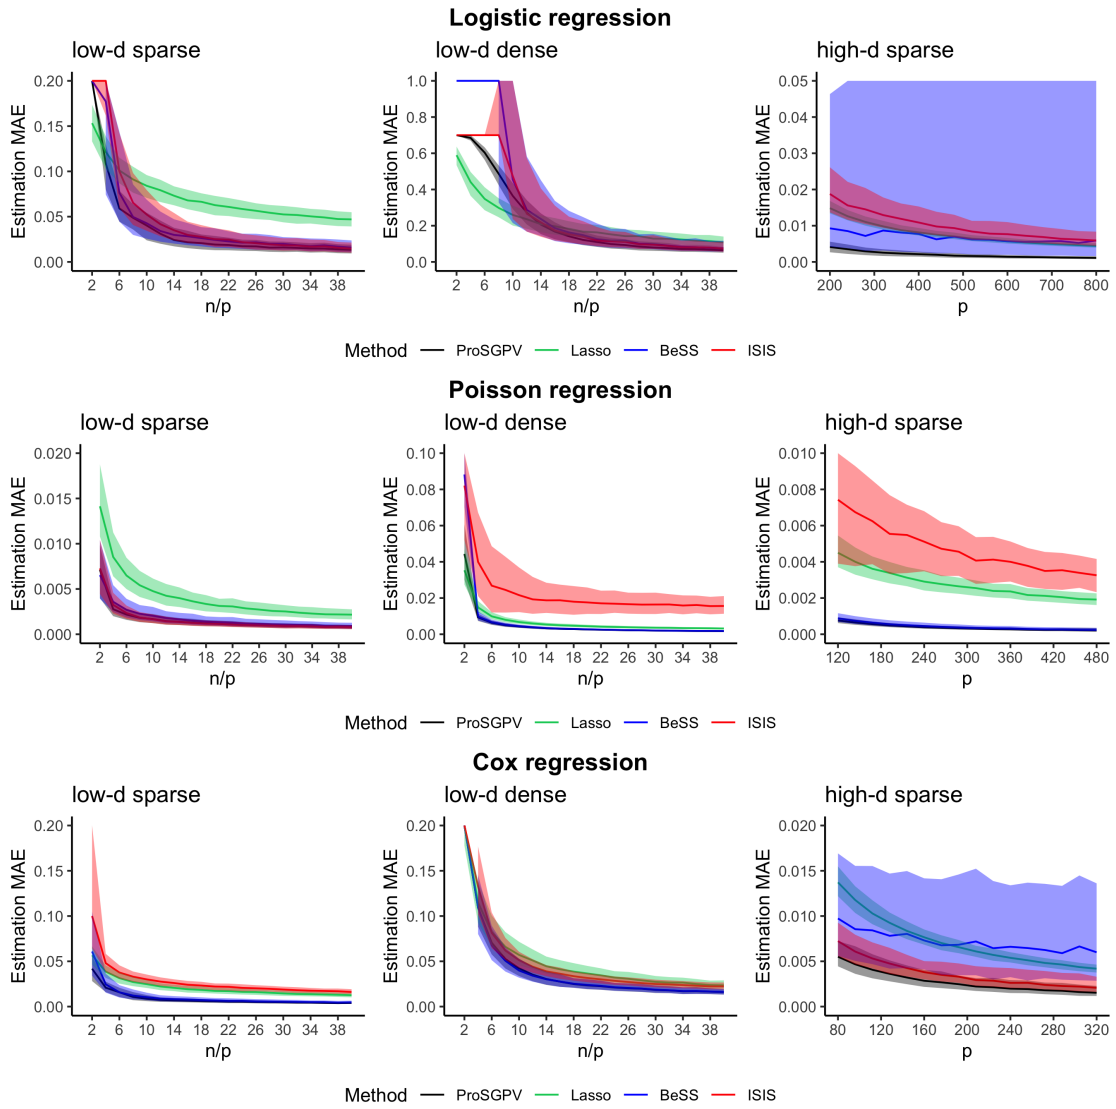 Logistic regression
low-d sparse
low-d dense
high-d sparse
Estimation MAE
0.20
0.15
0.10
0.05
0.00
2 6 10 14 18 22 26 30 34 38
n/p
Estimation MAE
1.0
0.8
0.6
0.4
0.2
0.0
2 6 10 14 18 22 26 30 34 38
n/p
Estimation MAE
0.05
0.04
0.03
0.02
0.01
0.00
200 300 400 500 600 700 800
p
Method ProSGPV Lasso BeSS ISIS
Poisson regression
low-d sparse
low-d dense
high-d sparse
Estimation MAE
0.020
0.015
0.010
0.005
0.000
2 6 10 14 18 22 26 30 34 38
n/p
Estimation MAE
0.10
0.08
0.06
0.04
0.02
0.00
2 6 10 14 18 22 26 30 34 38
n/p
Estimation MAE
0.010
0.008
0.006
0.004
0.002
0.000
120 180 240 300 360 420 480
p
Method ProSGPV Lasso BeSS ISIS
Cox regression
low-d sparse
low-d dense
high-d sparse
Estimation MAE
0.20
0.15
0.10
0.05
0.00
2 6 10 14 18 22 26 30 34 38
n/p
Estimation MAE
0.20
0.15
0.10
0.05
0.00
2 6 10 14 18 22 26 30 34 38
n/p
Estimation MAE
0.020
0.015
0.010
0.005
0.000
80 120 160 200 240 280 320
p
Method ProSGPV Lasso BeSS ISIS